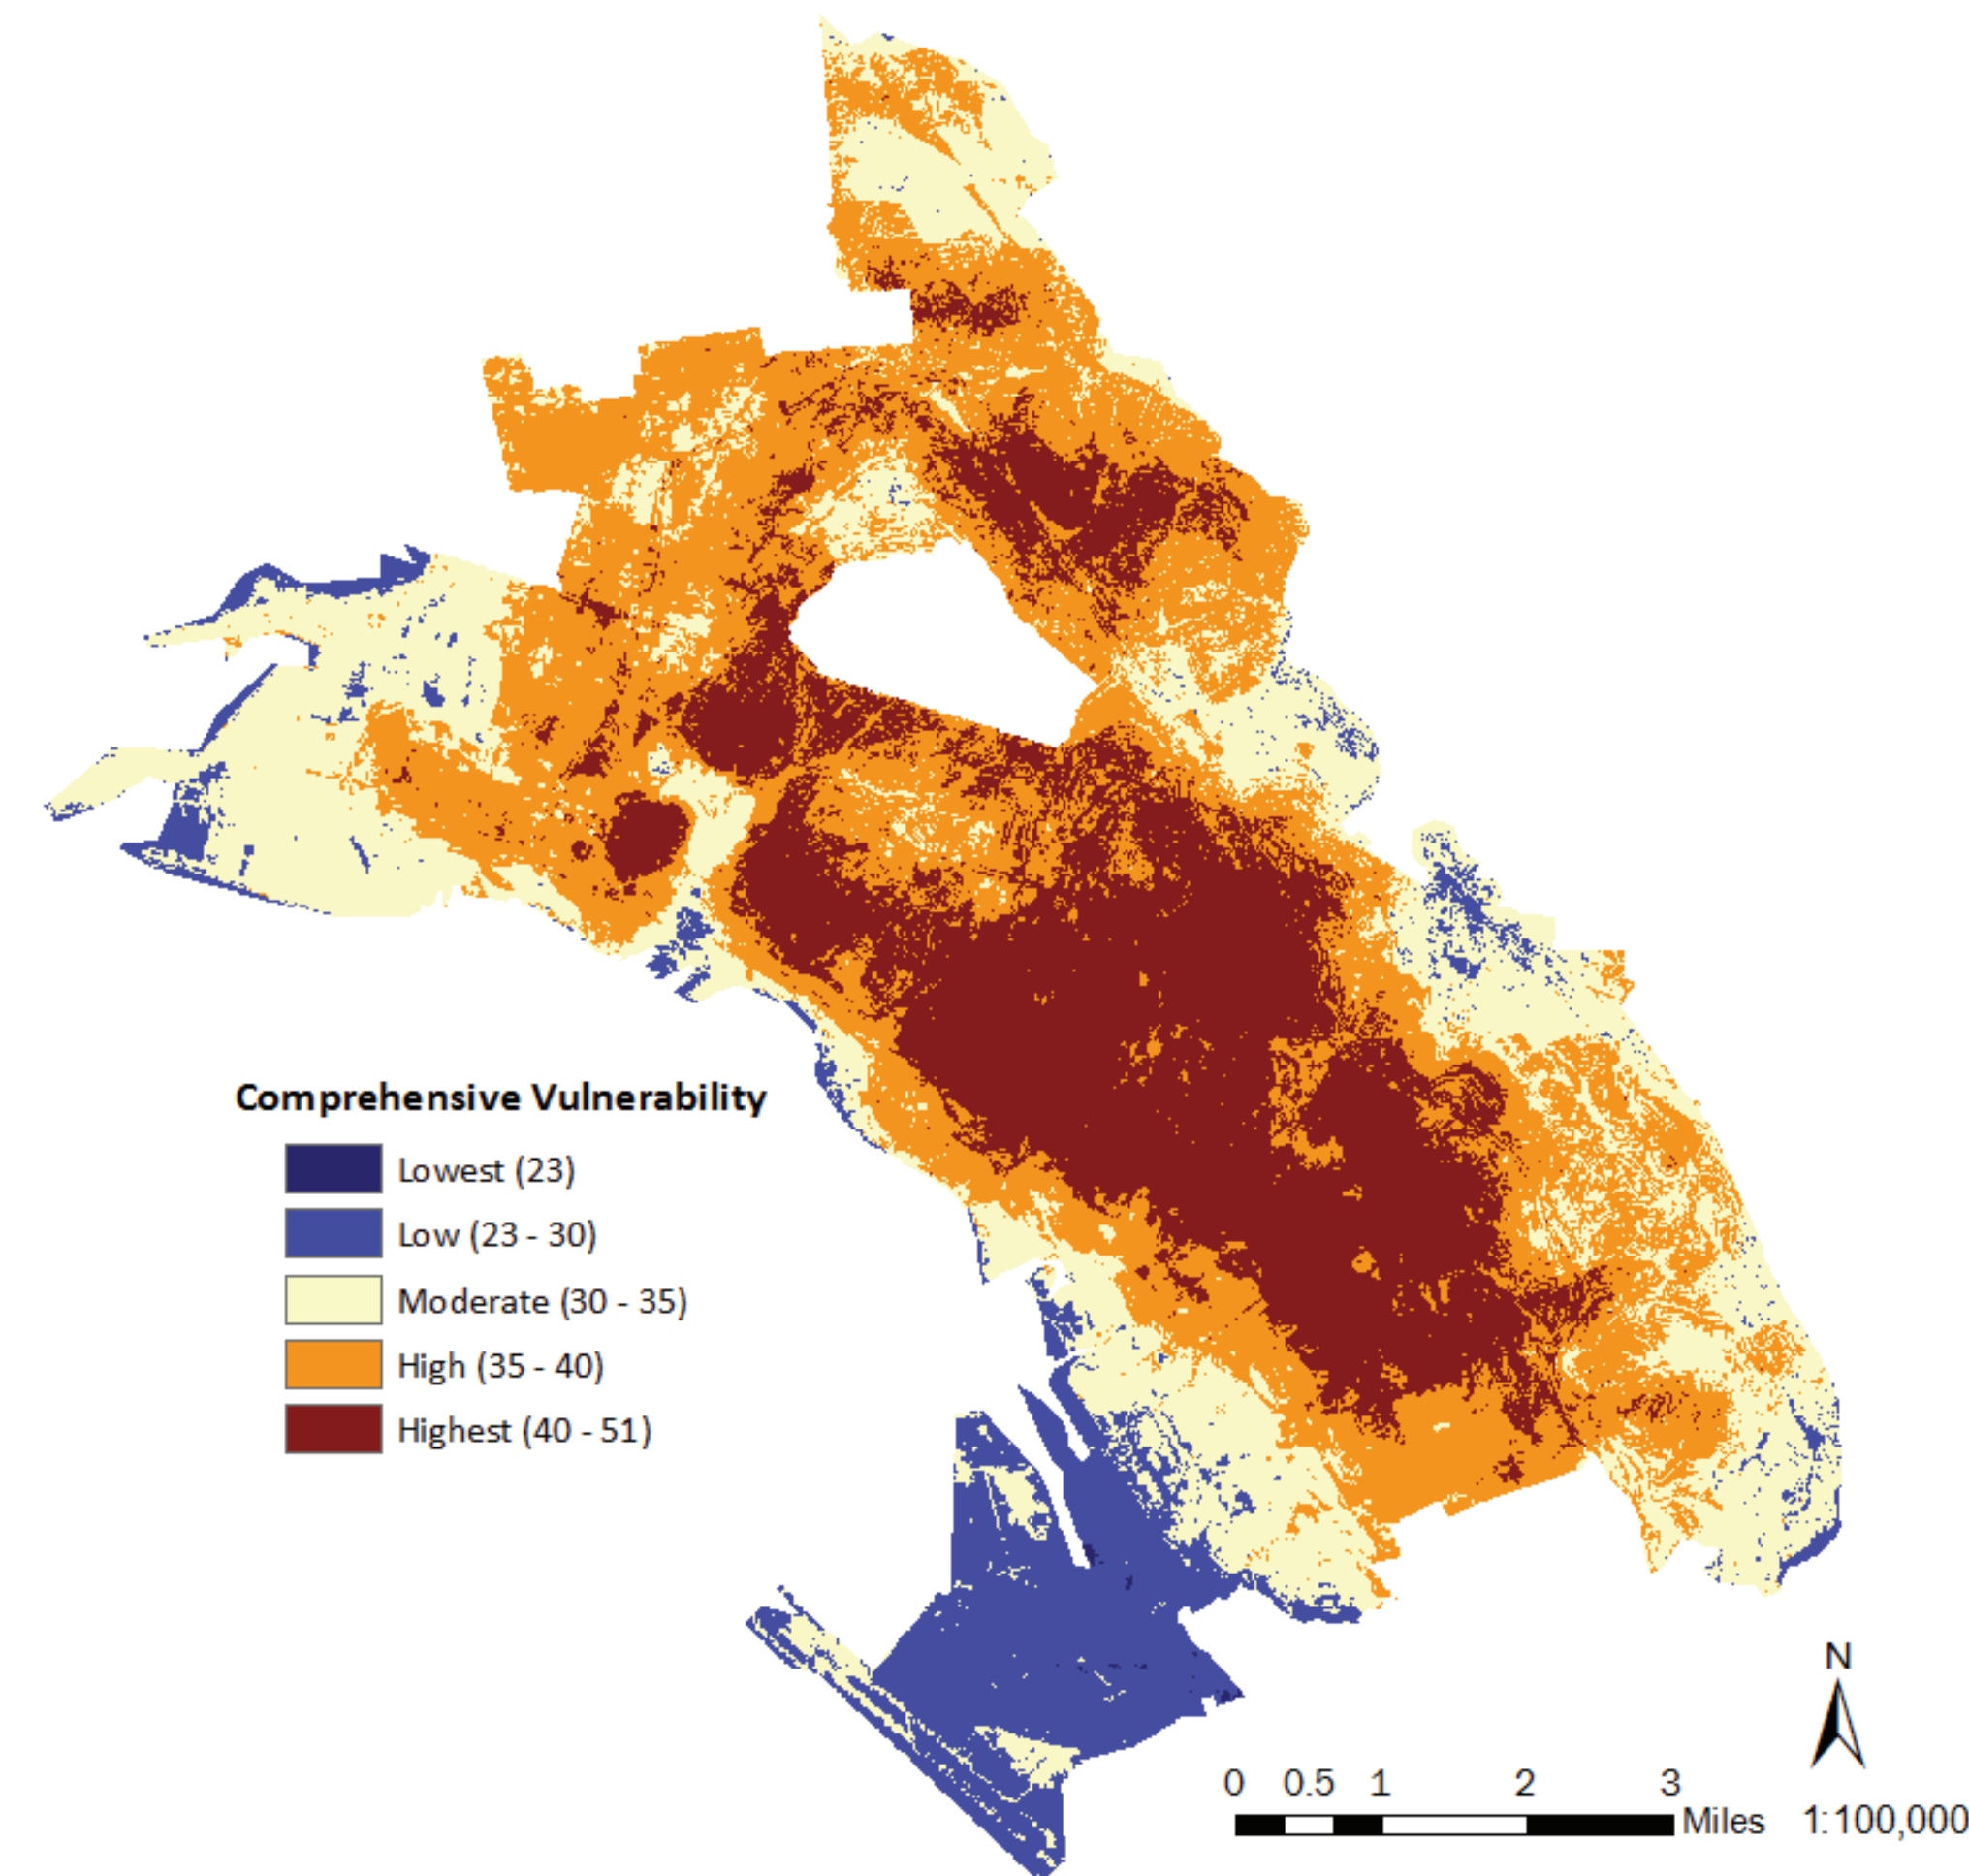 Comprehensive Vulnerability
Lowest (23)
Low (23 - 30)
Moderate (30 - 35)
High (35 - 40)
Highest (40 - 51)
N
0 0.5 1 2 3
Miles 1:100,000